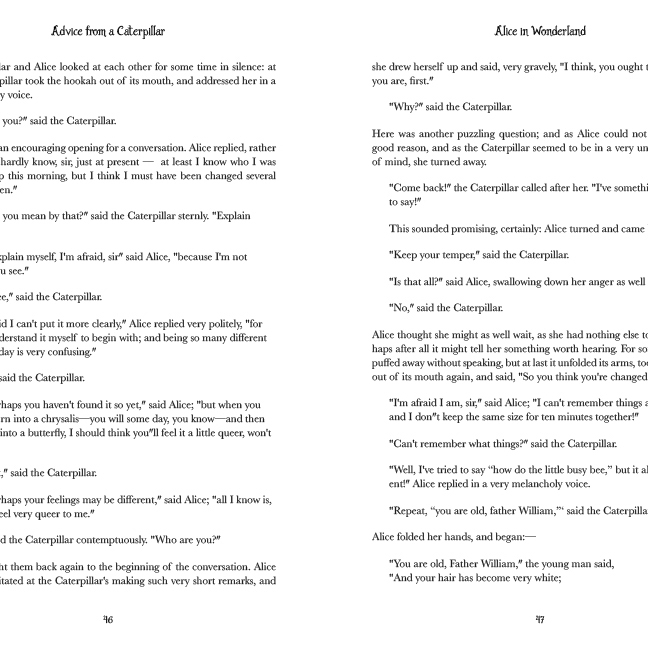 Advice from a Caterpillar
lar and Alice looked at each other for some time in silence: at
pillar took the hookah out of its mouth, and addressed her in a
y voice.
you?" said the Caterpillar.
an encouraging opening for a conversation. Alice replied, rather
hardly know, sir, just at present — at least I know who I was
p this morning, but I think I must have been changed several
en."
you mean by that?" said the Caterpillar sternly. "Explain
xplain myself, I'm afraid, sir" said Alice, "because I'm not
u see."
ee," said the Caterpillar.
id I can't put it more clearly," Alice replied very politely, "for
derstand it myself to begin with; and being so many different
day is very confusing."
said the Caterpillar.
haps you haven't found it so yet," said Alice; "but when you
rn into a chrysalis—you will some day, you know—and then
into a butterfly, I should think you"ll feel it a little queer, won't
," said the Caterpillar.
haps your feelings may be different," said Alice; "all I know is,
eel very queer to me."
d the Caterpillar contemptuously. "Who are you?"
ht them back again to the beginning of the conversation. Alice
itated at the Caterpillar's making such very short remarks, and
46
Alice in Wonderland
she drew herself up and said, very gravely, "I think, you ought t
you are, first."
"Why?" said the Caterpillar.
Here was another puzzling question; and as Alice could not
good reason, and as the Caterpillar seemed to be in a very un
of mind, she turned away.
"Come back!" the Caterpillar called after her. "I've somethi
to say!"
This sounded promising, certainly: Alice turned and came
"Keep your temper," said the Caterpillar.
"Is that all?" said Alice, swallowing down her anger as well
"No," said the Caterpillar.
Alice thought she might as well wait, as she had nothing else to
haps after all it might tell her something worth hearing. For so
puffed away without speaking, but at last it unfolded its arms, too
out of its mouth again, and said, "So you think you're changed
"I'm afraid I am, sir," said Alice; "I can't remember things a
and I don"t keep the same size for ten minutes together!"
"Can't remember what things?" said the Caterpillar.
"Well, I've tried to say “how do the little busy bee,” but it al
ent!" Alice replied in a very melancholy voice.
"Repeat, “you are old, father William,”‘ said the Caterpilla
Alice folded her hands, and began:—
"You are old, Father William," the young man said,
"And your hair has become very white;
47